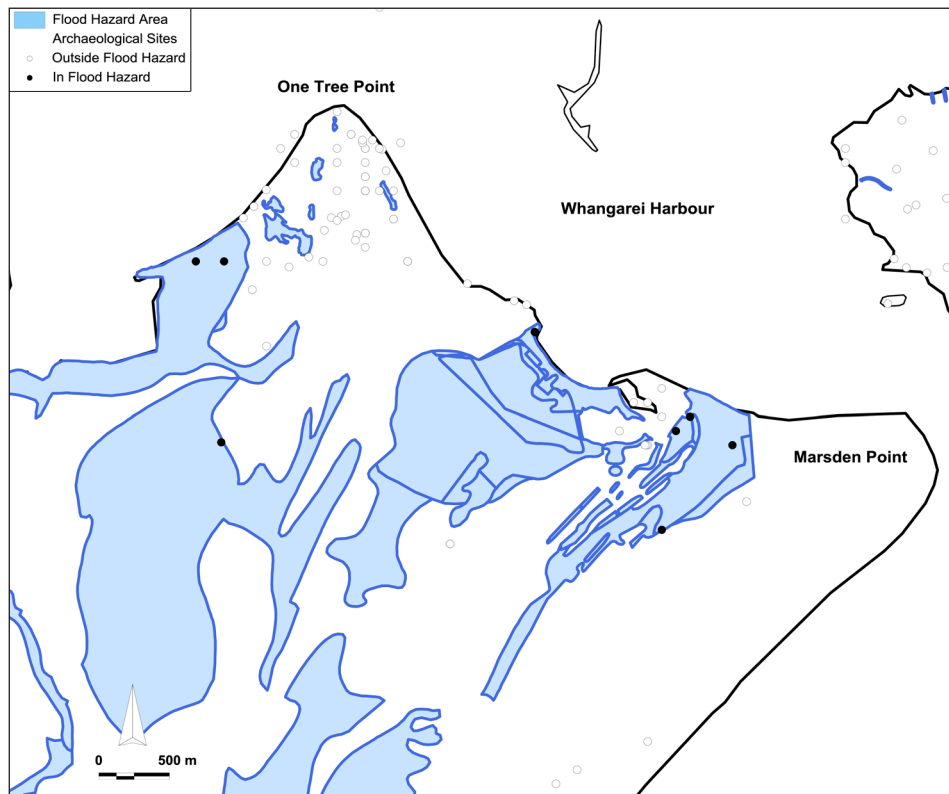 Flood Hazard Area
Archaeological Sites
Outside Flood Hazard
In Flood Hazard
One Tree Point
Whangarei Harbour
Marsden Point
0 500 m